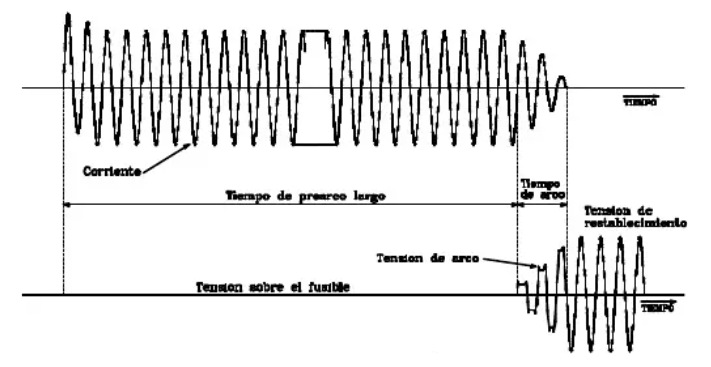 TIEMPO
Corriente
Tiempo
de arco
Tiempo de prearco largo
Tension de
restablecimiento
Tension de arco
Tension sobre el fusible
TIEMPO